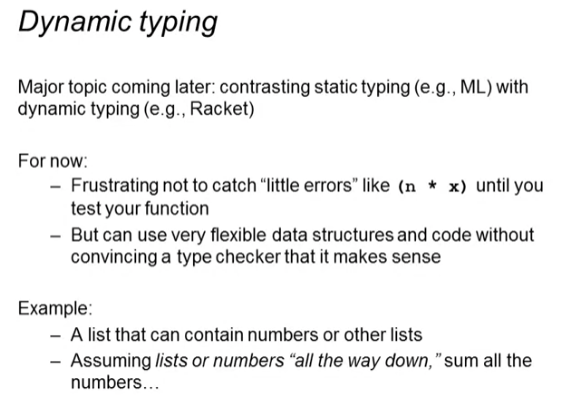 Dynamic typing
Major topic coming later: contrasting static typing (e.g., ML) with
dynamic typing (e.g., Racket)
For now:
– Frustrating not to catch “little errors” like (n * x) until you
test your function
– But can use very flexible data structures and code without
convincing a type checker that it makes sense
Example:
– A list that can contain numbers or other lists
– Assuming lists or numbers “all the way down,” sum all the
numbers…